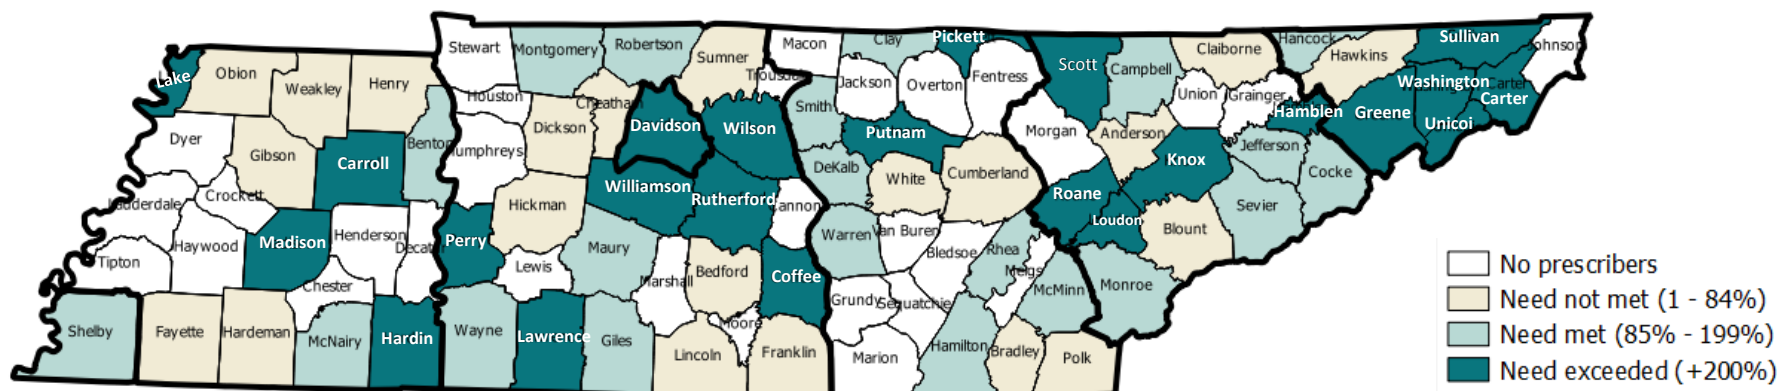 Stewart
Montgomery
Robertson
Sumner
Macon
Trousda
Clay
Pickett
Scott
Campbell
Claiborne
Hancock
Hawkins
Sullivan
Johnson
Lake
Obion
Weakley
Henry
Houston
Cheatham
Jackson
Overton
Fentress
Union
Grainger
Hamblen
Washington
Carter
Carter
Greene
Unicoi
Dyer
Gibson
Carroll
Benton
umphreys
Dickson
Davidson
Wilson
Smith
Putnam
Morgan
Anderson
Knox
Jefferson
Cocke
DeKalb
White
Cumberland
Roane
Loudon
Blount
Sevier
Lauderdale
Crockett
Madison
Henderson
Decat
Perry
Hickman
Williamson
Rutherford
annon
Haywood
Tipton
Chester
Lewis
Maury
Marshall
Bedford
Coffee
Warren
Van Buren
Bledsoe
Rhea
Meigs
McMinn
Monroe
Grundy
Sequatchie
Shelby
Fayette
Hardeman
McNairy
Hardin
Wayne
Lawrence
Giles
Lincoln
Moore
Franklin
Marion
Hamilton
Bradley
Polk
No prescribers
Need not met (1 - 84%)
Need met (85% - 199%)
Need exceeded (+200%)